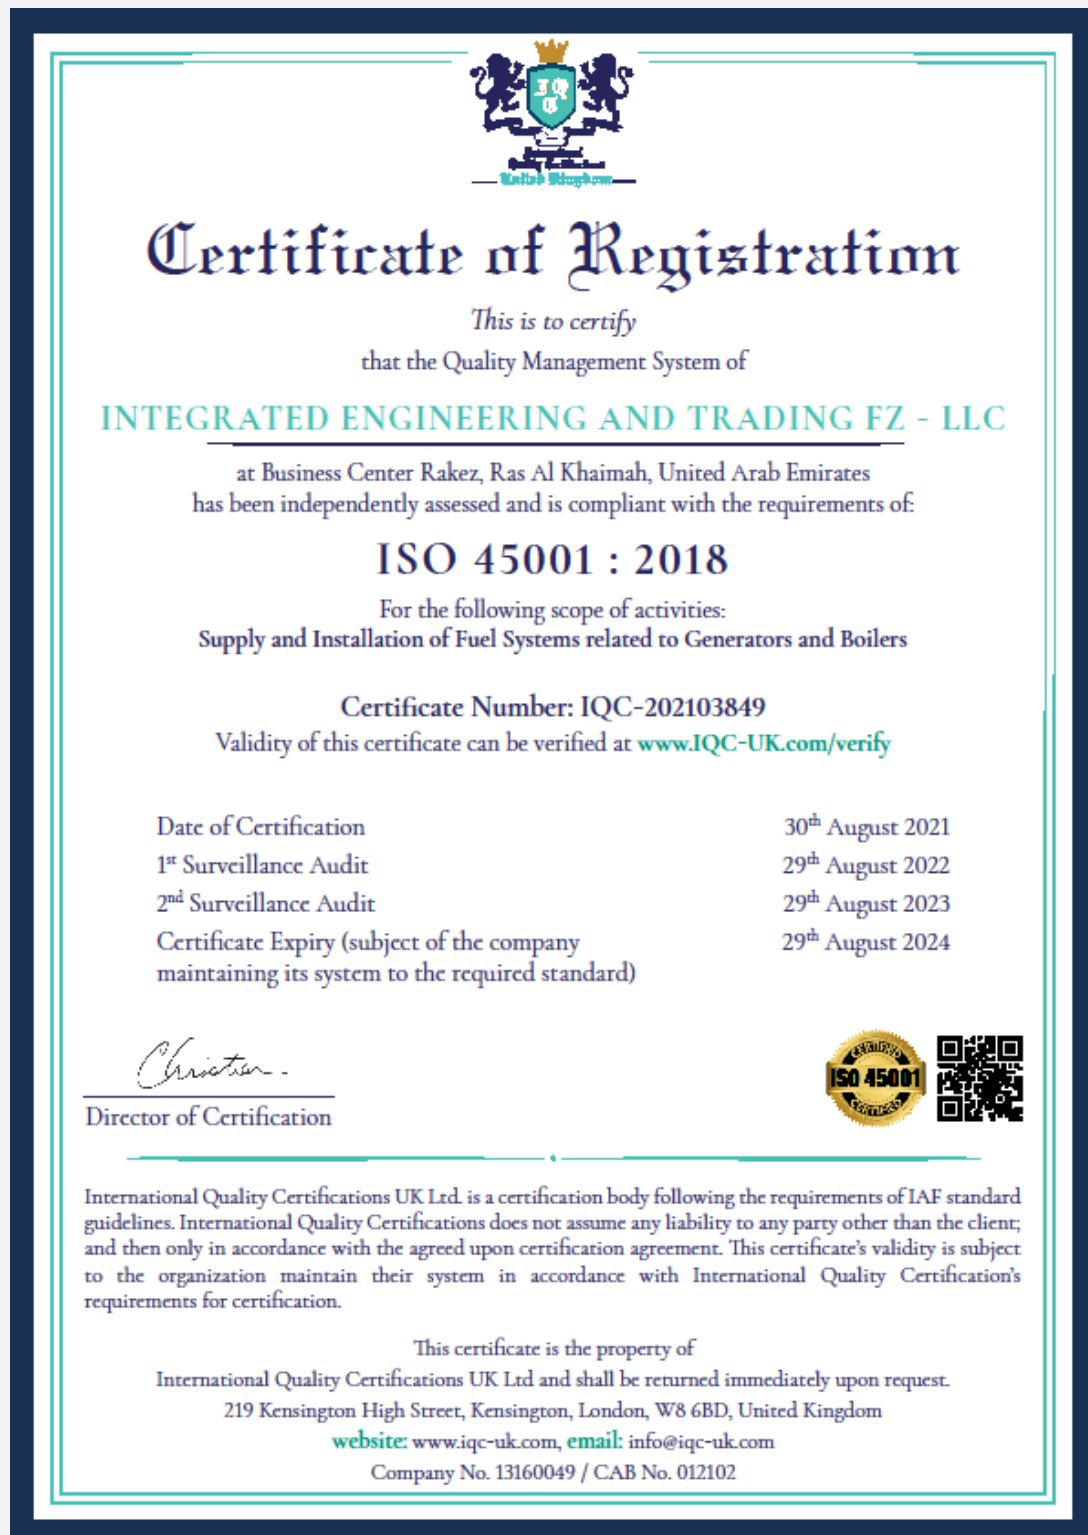 IQ
C
United Kingdom
Certificate of Registration
This is to certify
that the Quality Management System of
INTEGRATED ENGINEERING AND TRADING FZ - LLC
at Business Center Rakez, Ras Al Khaimah, United Arab Emirates
has been independently assessed and is compliant with the requirements of:
ISO 45001 : 2018
For the following scope of activities:
Supply and Installation of Fuel Systems related to Generators and Boilers
Certificate Number: IQC-202103849
Validity of this certificate can be verified at www.IQC-UK.com/verify
Date of Certification 30th August 2021
1st Surveillance Audit 29th August 2022
2nd Surveillance Audit 29th August 2023
Certificate Expiry (subject of the company 29th August 2024
maintaining its system to the required standard)
Christian
CERTIFIED
ISO 45001
CERTIFIED
Director of Certification
International Quality Certifications UK Ltd. is a certification body following the requirements of IAF standard
guidelines. International Quality Certifications does not assume any liability to any party other than the client;
and then only in accordance with the agreed upon certification agreement. This certificate's validity is subject
to the organization maintain their system in accordance with International Quality Certification's
requirements for certification.
This certificate is the property of
International Quality Certifications UK Ltd and shall be returned immediately upon request.
219 Kensington High Street, Kensington, London, W8 6BD, United Kingdom
website: www.iqc-uk.com, email: info@iqc-uk.com
Company No. 13160049 / CAB No. 012102